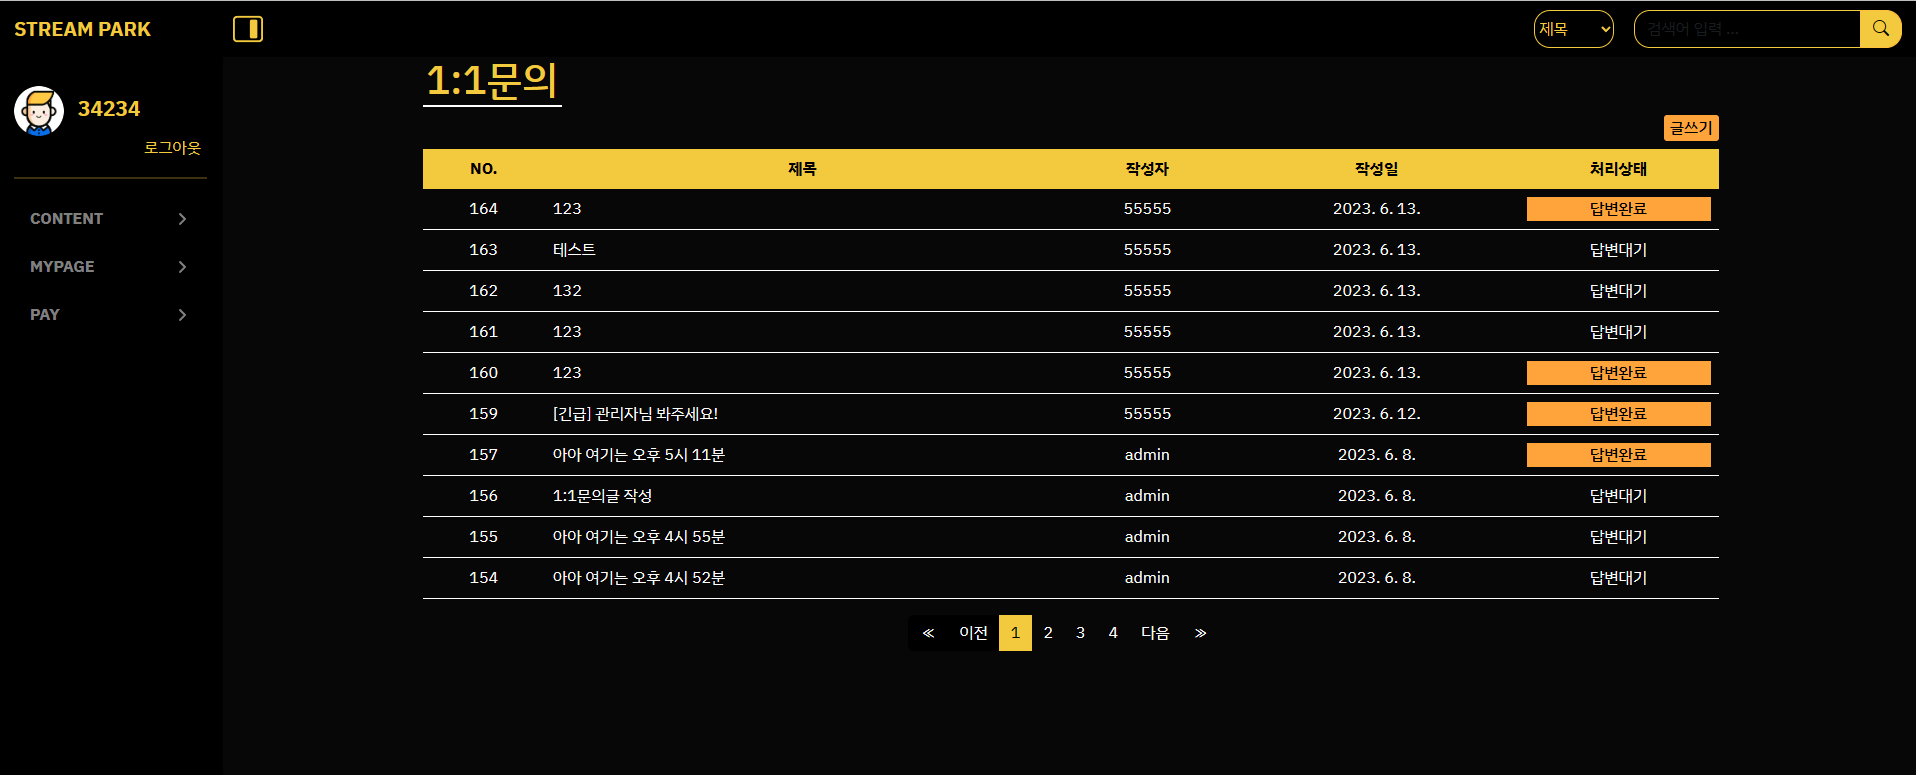 STREAM PARK
제목
검색어 입력 ...
34234
로그아웃
CONTENT
MYPAGE
PAY
1:1문의
글쓰기
NO. 제목 작성자 작성일 처리상태
164 123 55555 2023. 6. 13. 답변완료
163 테스트 55555 2023. 6. 13. 답변대기
162 132 55555 2023. 6. 13. 답변대기
161 123 55555 2023. 6. 13. 답변대기
160 123 55555 2023. 6. 13. 답변완료
159 [긴급] 관리자님 봐주세요! 55555 2023. 6. 12. 답변완료
157 아아 여기는 오후 5시 11분 admin 2023. 6. 8. 답변완료
156 1:1문의글 작성 admin 2023. 6. 8. 답변대기
155 아아 여기는 오후 4시 55분 admin 2023. 6. 8. 답변대기
154 아아 여기는 오후 4시 52분 admin 2023. 6. 8. 답변대기
≪ 이전 1 2 3 4 다음 ≫